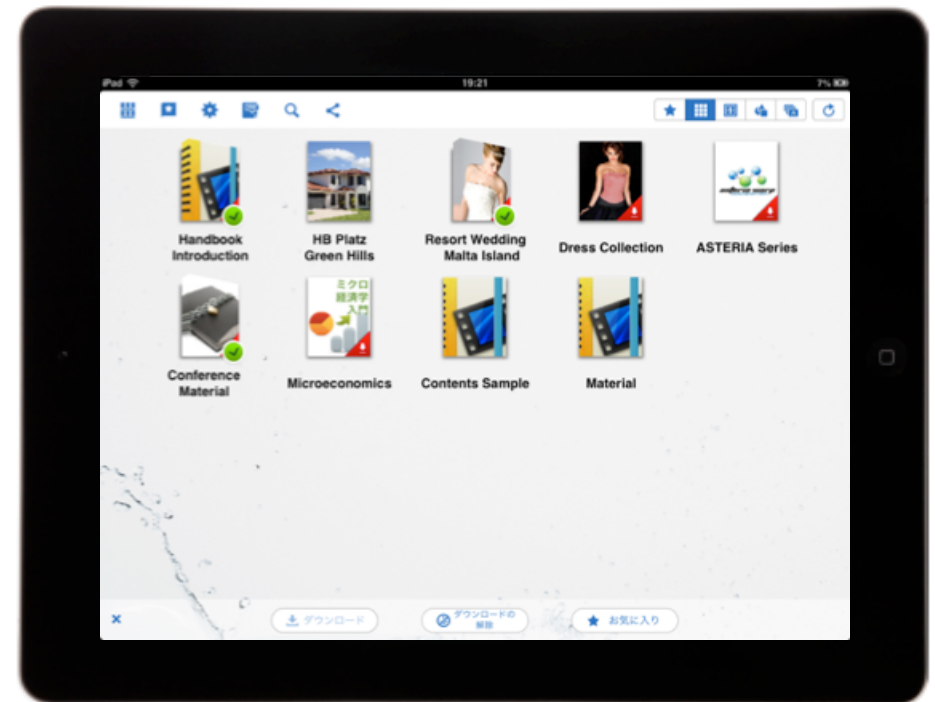 iPad
19:21
7%
Handbook
Introduction
HB Platz
Green Hills
Resort Wedding
Malta Island
Dress Collection
ASTERIA Series
ミクロ
経済学
入門
Conference
Material
Microeconomics
Contents Sample
Material
ダウンロード
ダウンロードの
解除
お気に入り